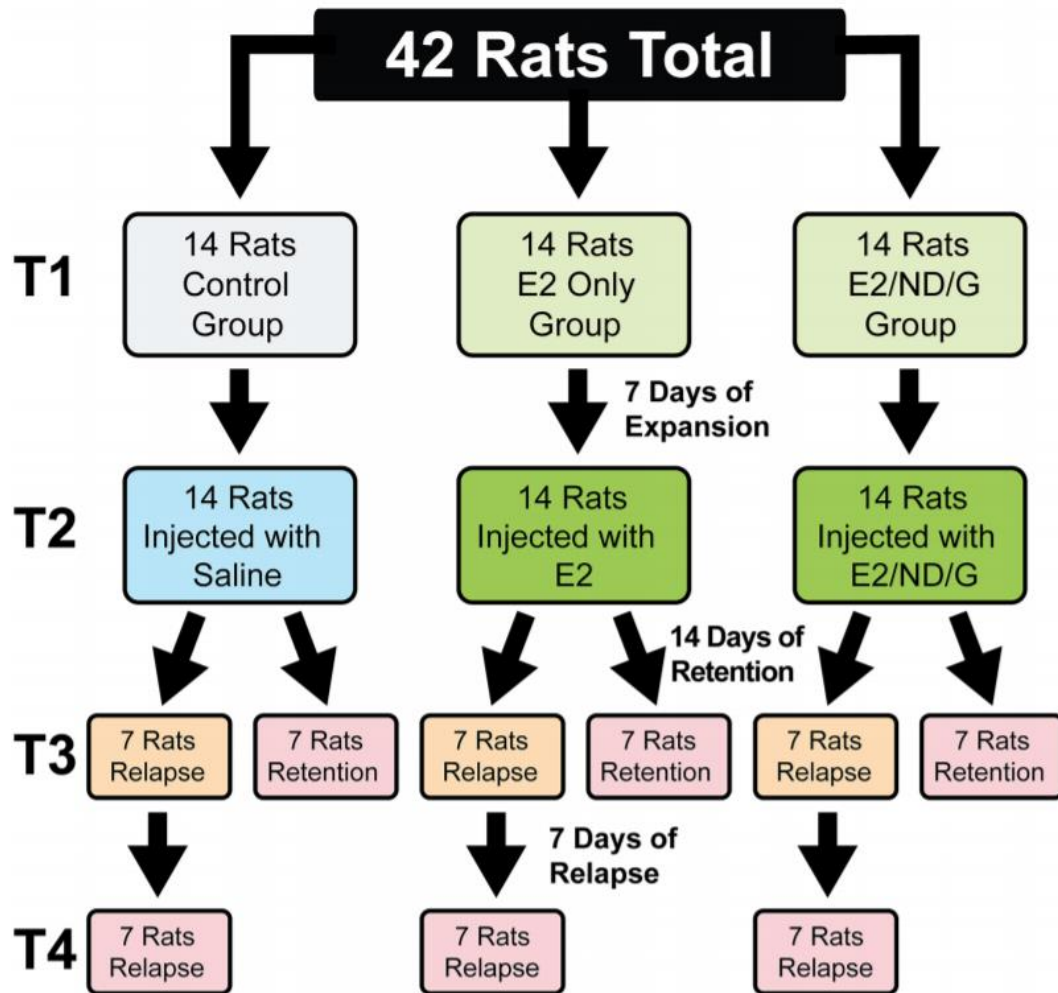 42 Rats Total
T1
14 Rats
Control
Group
14 Rats
E2 Only
Group
14 Rats
E2/ND/G
Group
7 Days of
Expansion
T2
14 Rats
Injected with
Saline
14 Rats
Injected with
E2
14 Rats
Injected with
E2/ND/G
14 Days of
Retention
T3
7 Rats
Relapse
7 Rats
Retention
7 Rats
Relapse
7 Rats
Retention
7 Rats
Relapse
7 Rats
Retention
7 Days of
Relapse
T4
7 Rats
Relapse
7 Rats
Relapse
7 Rats
Relapse